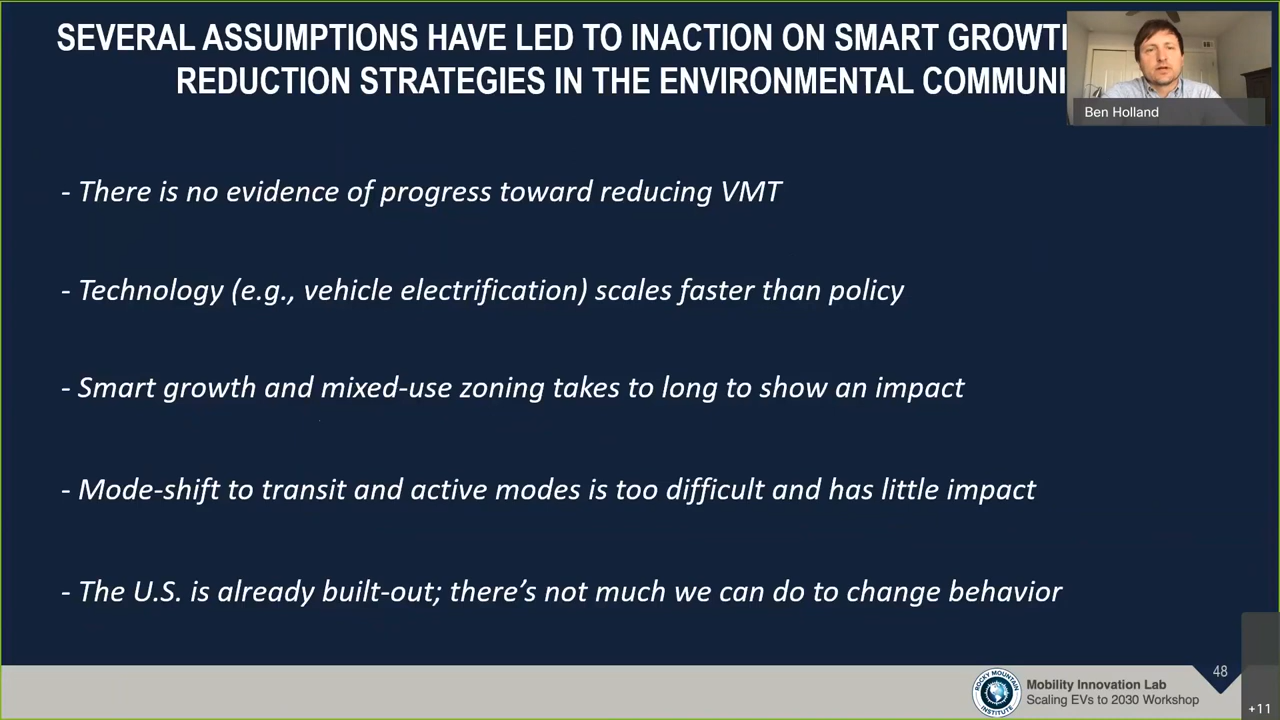 SEVERAL ASSUMPTIONS HAVE LED TO INACTION ON SMART
REDUCTION STRATEGIES IN THE ENVIRONMENTAL
Ben Holland
- There is no evidence of progress toward reducing VMT
- Technology (e.g., vehicle electrification) scales faster than policy
- Smart growth and mixed-use zoning takes to long to show an impact
- Mode-shift to transit and active modes is too difficult and has little impact
- The U.S. is already built-out; there's not much we can do to change behavior
48
ROCKY MOUNTAIN INSTITUTE
Mobility Innovation Lab
Scaling EVs to 2030 Workshop
+11